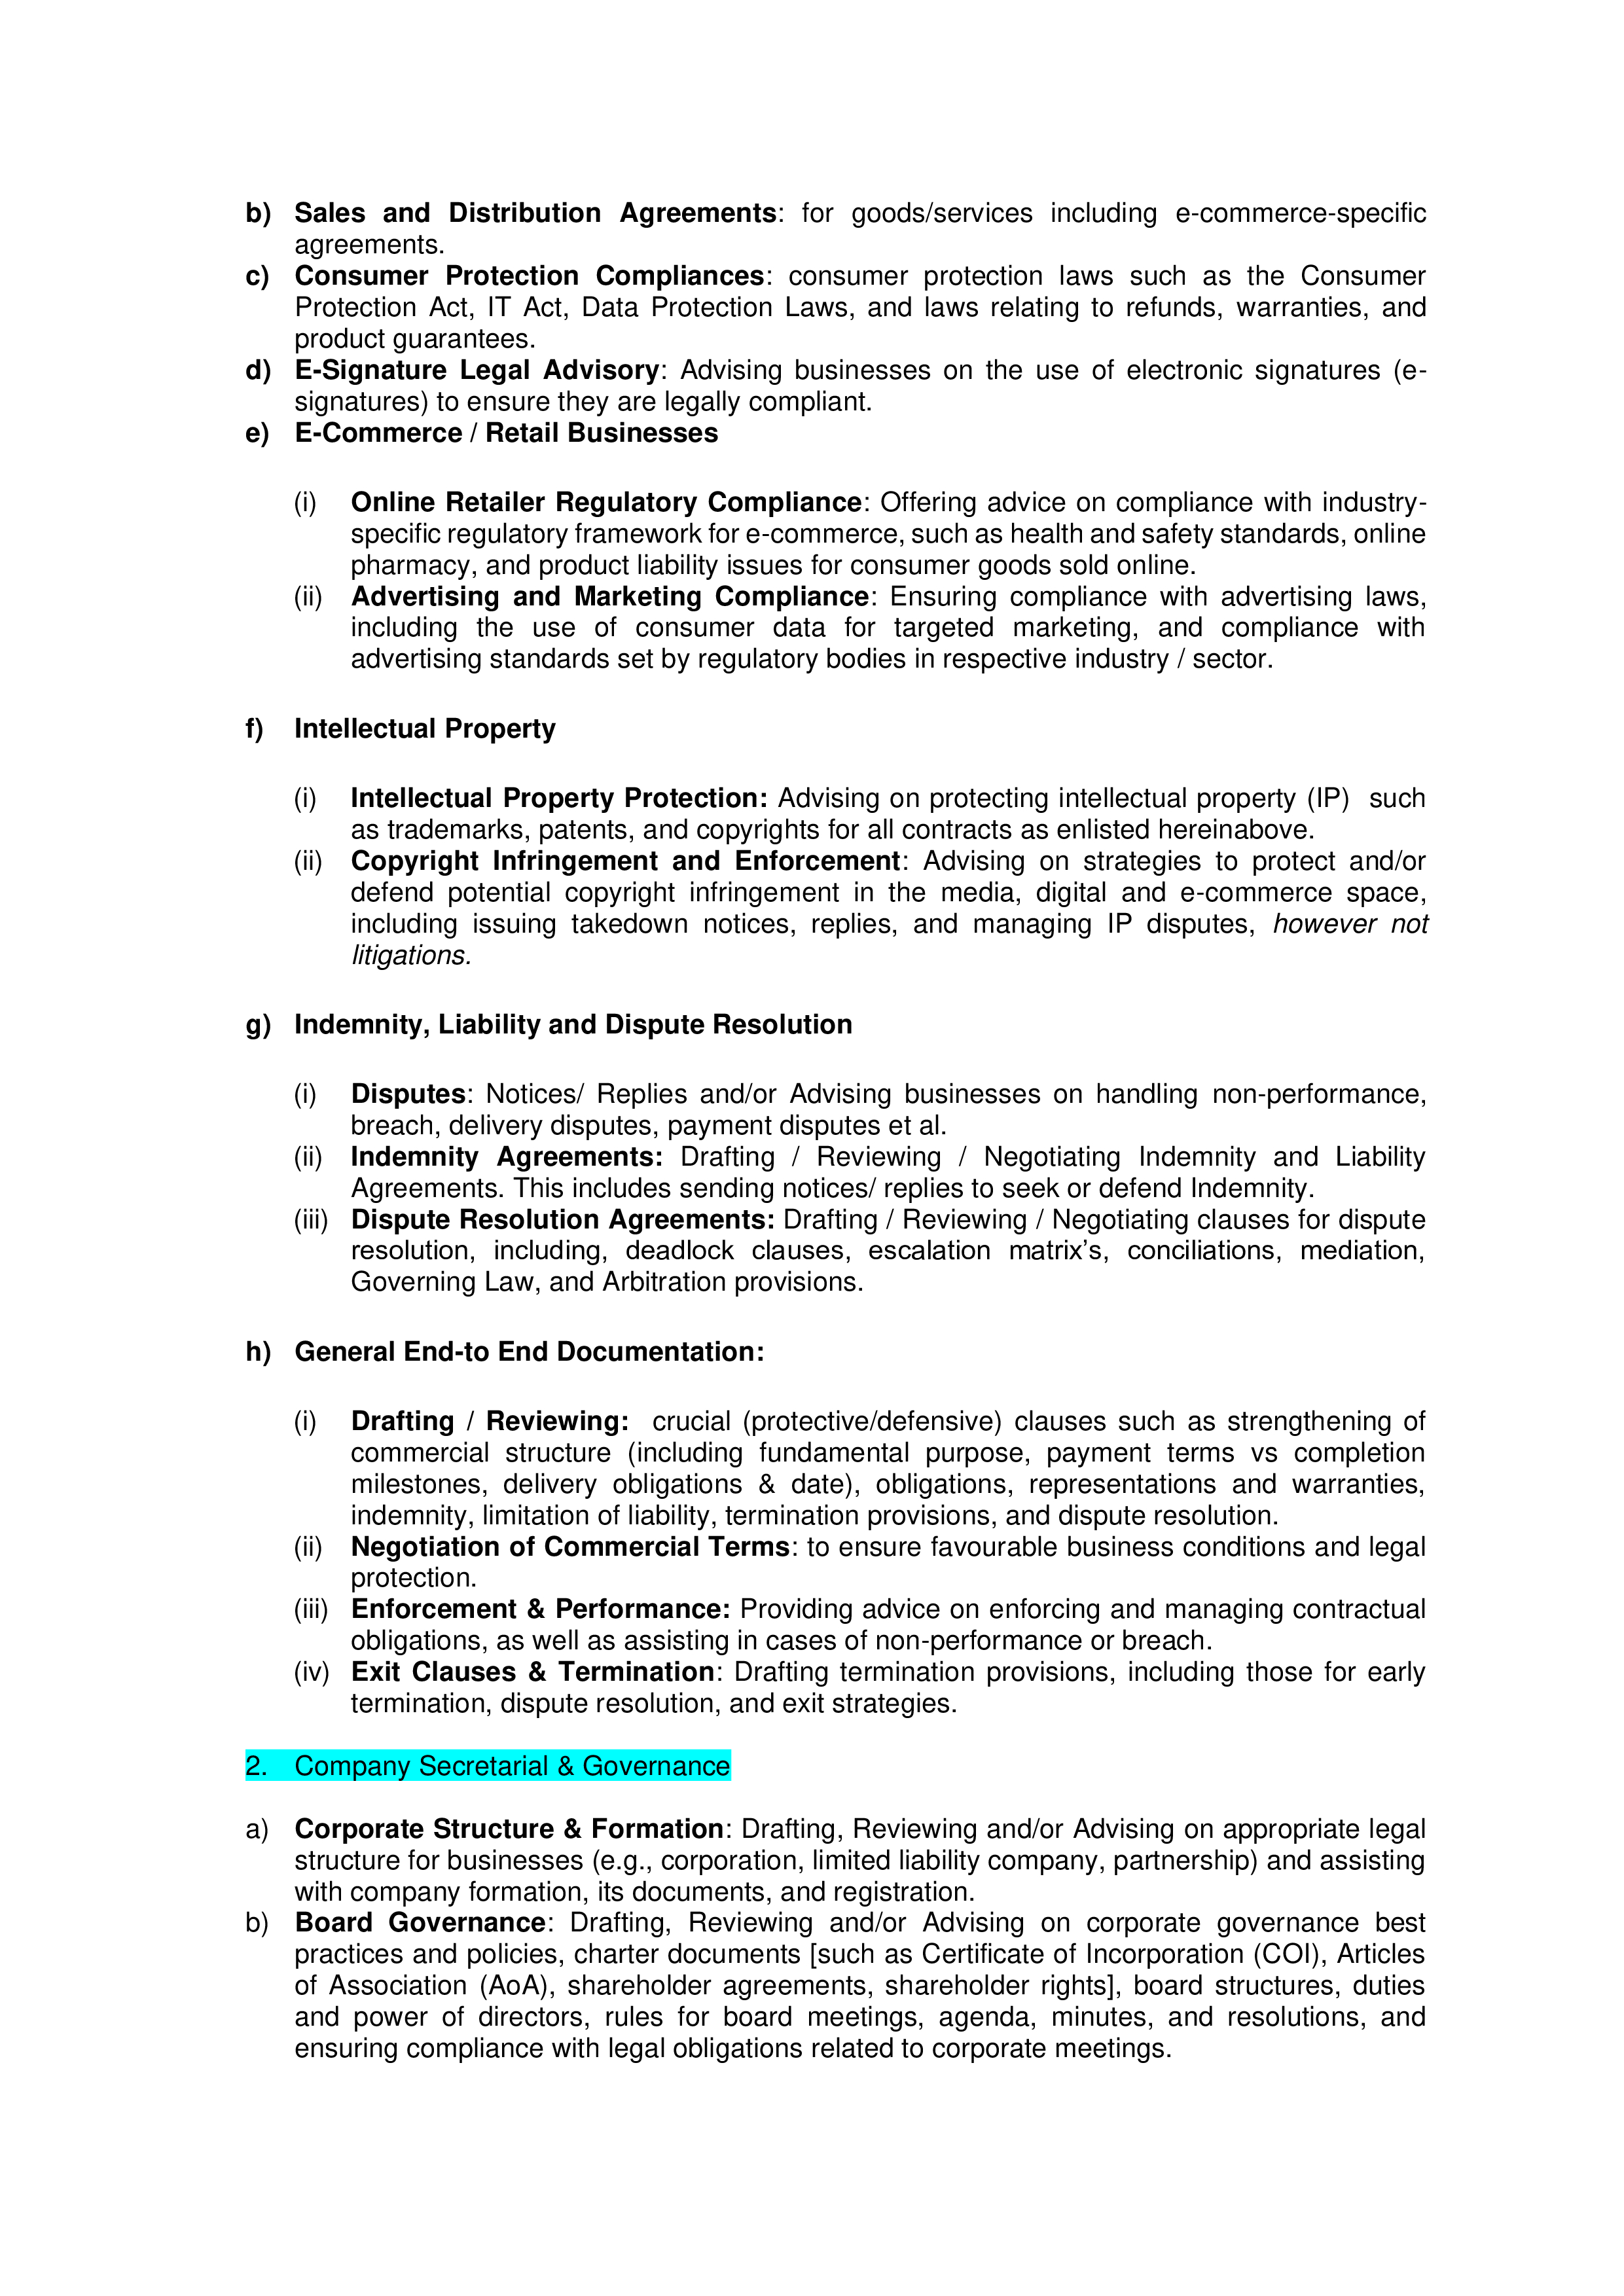 b) Sales and Distribution Agreements: for goods/services including e-commerce-specific
agreements.
c) Consumer Protection Compliances: consumer protection laws such as the Consumer
Protection Act, IT Act, Data Protection Laws, and laws relating to refunds, warranties, and
product guarantees.
d) E-Signature Legal Advisory: Advising businesses on the use of electronic signatures (e-
signatures) to ensure they are legally compliant.
e) E-Commerce / Retail Businesses
(i) Online Retailer Regulatory Compliance: Offering advice on compliance with industry-
specific regulatory framework for e-commerce, such as health and safety standards, online
pharmacy, and product liability issues for consumer goods sold online.
(ii) Advertising and Marketing Compliance: Ensuring compliance with advertising laws,
including the use of consumer data for targeted marketing, and compliance with
advertising standards set by regulatory bodies in respective industry / sector.
f) Intellectual Property
(i) Intellectual Property Protection: Advising on protecting intellectual property (IP) such
as trademarks, patents, and copyrights for all contracts as enlisted hereinabove.
(ii) Copyright Infringement and Enforcement: Advising on strategies to protect and/or
defend potential copyright infringement in the media, digital and e-commerce space,
including issuing takedown notices, replies, and managing IP disputes, however not
litigations.
g) Indemnity, Liability and Dispute Resolution
(i) Disputes: Notices/ Replies and/or Advising businesses on handling non-performance,
breach, delivery disputes, payment disputes et al.
(ii) Indemnity Agreements: Drafting / Reviewing / Negotiating Indemnity and Liability
Agreements. This includes sending notices/ replies to seek or defend Indemnity.
(iii) Dispute Resolution Agreements: Drafting / Reviewing / Negotiating clauses for dispute
resolution, including, deadlock clauses, escalation matrix’s, conciliations, mediation,
Governing Law, and Arbitration provisions.
h) General End-to End Documentation:
(i) Drafting / Reviewing: crucial (protective/defensive) clauses such as strengthening of
commercial structure (including fundamental purpose, payment terms vs completion
milestones, delivery obligations & date), obligations, representations and warranties,
indemnity, limitation of liability, termination provisions, and dispute resolution.
(ii) Negotiation of Commercial Terms: to ensure favourable business conditions and legal
protection.
(iii) Enforcement & Performance: Providing advice on enforcing and managing contractual
obligations, as well as assisting in cases of non-performance or breach.
(iv) Exit Clauses & Termination: Drafting termination provisions, including those for early
termination, dispute resolution, and exit strategies.
2. Company Secretarial & Governance
a) Corporate Structure & Formation: Drafting, Reviewing and/or Advising on appropriate legal
structure for businesses (e.g., corporation, limited liability company, partnership) and assisting
with company formation, its documents, and registration.
b) Board Governance: Drafting, Reviewing and/or Advising on corporate governance best
practices and policies, charter documents [such as Certificate of Incorporation (COI), Articles
of Association (AoA), shareholder agreements, shareholder rights], board structures, duties
and power of directors, rules for board meetings, agenda, minutes, and resolutions, and
ensuring compliance with legal obligations related to corporate meetings.